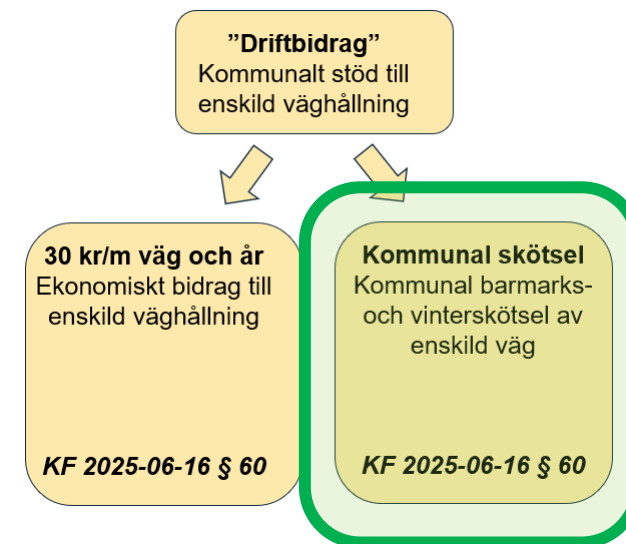 ”Driftbidrag”
Kommunalt stöd till
enskild väghållning
30 kr/m väg och år
Ekonomiskt bidrag till
enskild väghållning
KF 2025-06-16 § 60
Kommunal skötsel
Kommunal barmarks-
och vinterskötsel av
enskild väg
KF 2025-06-16 § 60